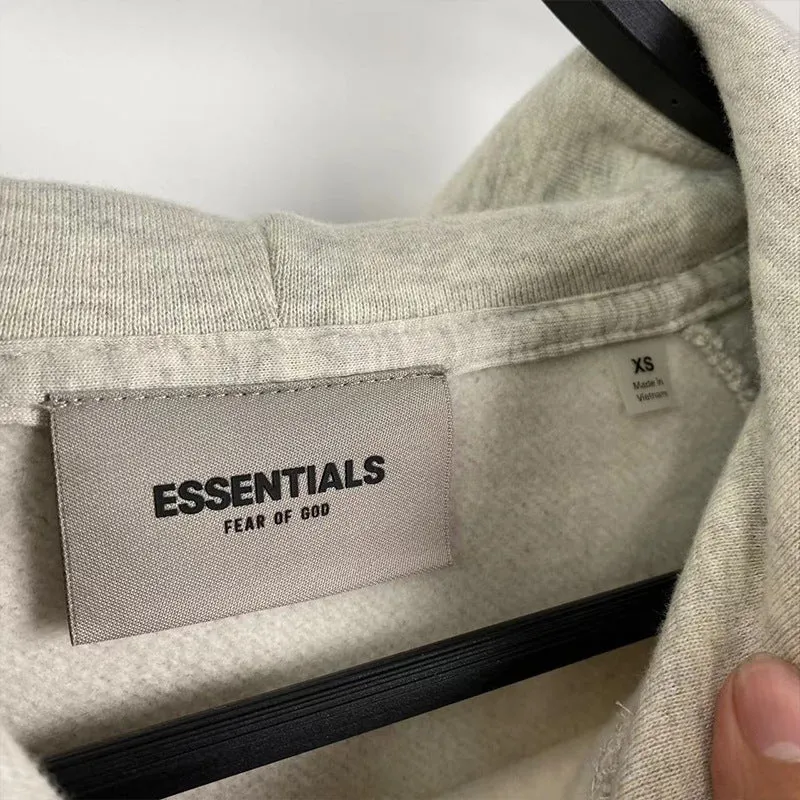 ESSENTIALS
FEAR OF GOD
XS
Made in
Vietnam